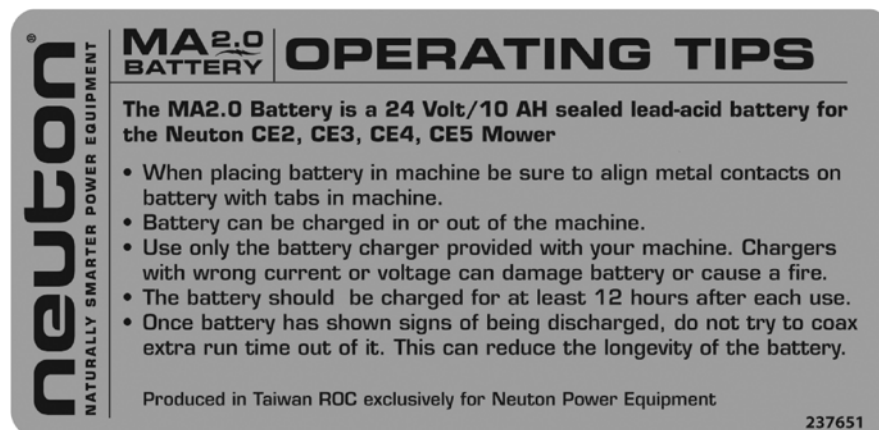 neuton®
NATURALLY SMARTER POWER EQUIPMENT
MA2.0
BATTERY
OPERATING TIPS
The MA2.0 Battery is a 24 Volt/10 AH sealed lead-acid battery for
the Neuton CE2, CE3, CE4, CE5 Mower
• When placing battery in machine be sure to align metal contacts on
battery with tabs in machine.
• Battery can be charged in or out of the machine.
• Use only the battery charger provided with your machine. Chargers
with wrong current or voltage can damage battery or cause a fire.
• The battery should be charged for at least 12 hours after each use.
• Once battery has shown signs of being discharged, do not try to coax
extra run time out of it. This can reduce the longevity of the battery.
Produced in Taiwan ROC exclusively for Neuton Power Equipment
237651